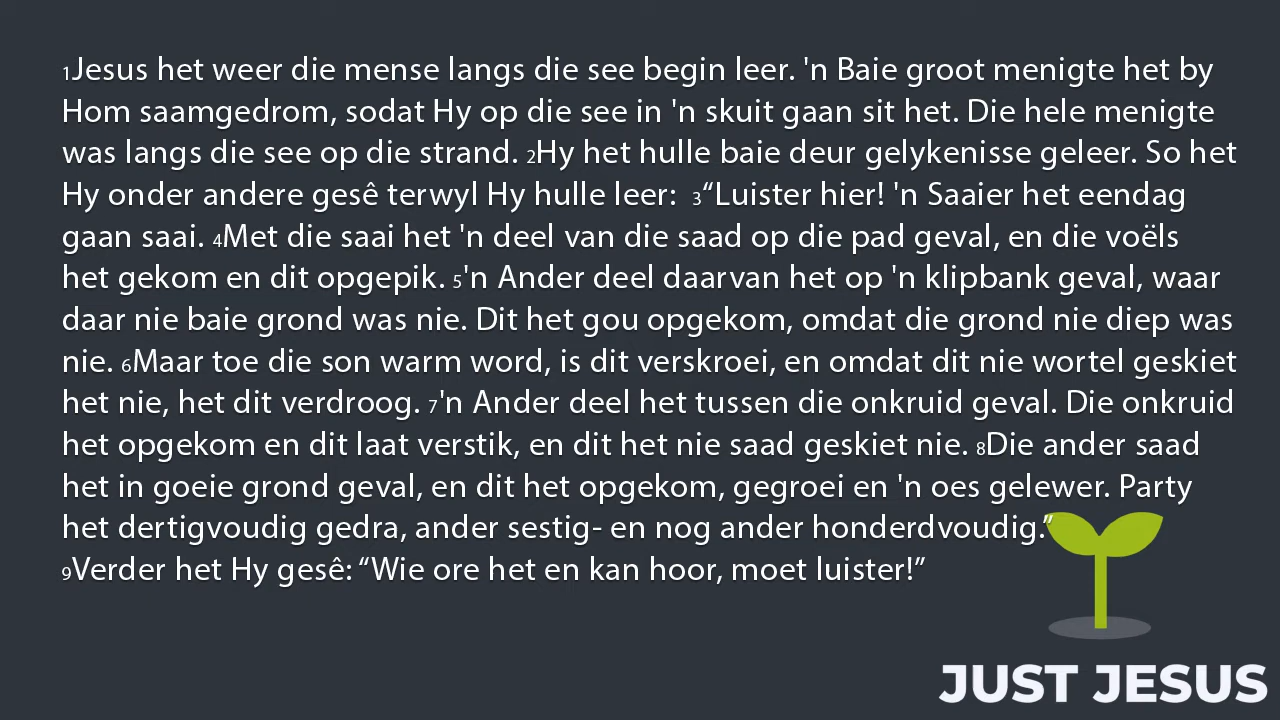 1Jesus het weer die mense langs die see begin leer. 'n Baie groot menigte het by
Hom saamgedrom, sodat Hy op die see in 'n skuit gaan sit het. Die hele menigte
was langs die see op die strand. 2Hy het hulle baie deur gelykenisse geleer. So het
Hy onder andere gesê terwyl Hy hulle leer:  3“Luister hier! 'n Saaier het eendag
gaan saai. 4Met die saai het 'n deel van die saad op die pad geval, en die voëls
het gekom en dit opgepik. 5'n Ander deel daarvan het op 'n klipbank geval, waar
daar nie baie grond was nie. Dit het gou opgekom, omdat die grond nie diep was
nie. 6Maar toe die son warm word, is dit verskroei, en omdat dit nie wortel geskiet
het nie, het dit verdroog. 7'n Ander deel het tussen die onkruid geval. Die onkruid
het opgekom en dit laat verstik, en dit het nie saad geskiet nie. 8Die ander saad
het in goeie grond geval, en dit het opgekom, gegroei en 'n oes gelewer. Party
het dertigvoudig gedra, ander sestig- en nog ander honderdvoudig.”
9Verder het Hy gesê: “Wie ore het en kan hoor, moet luister!”
JUST JESUS